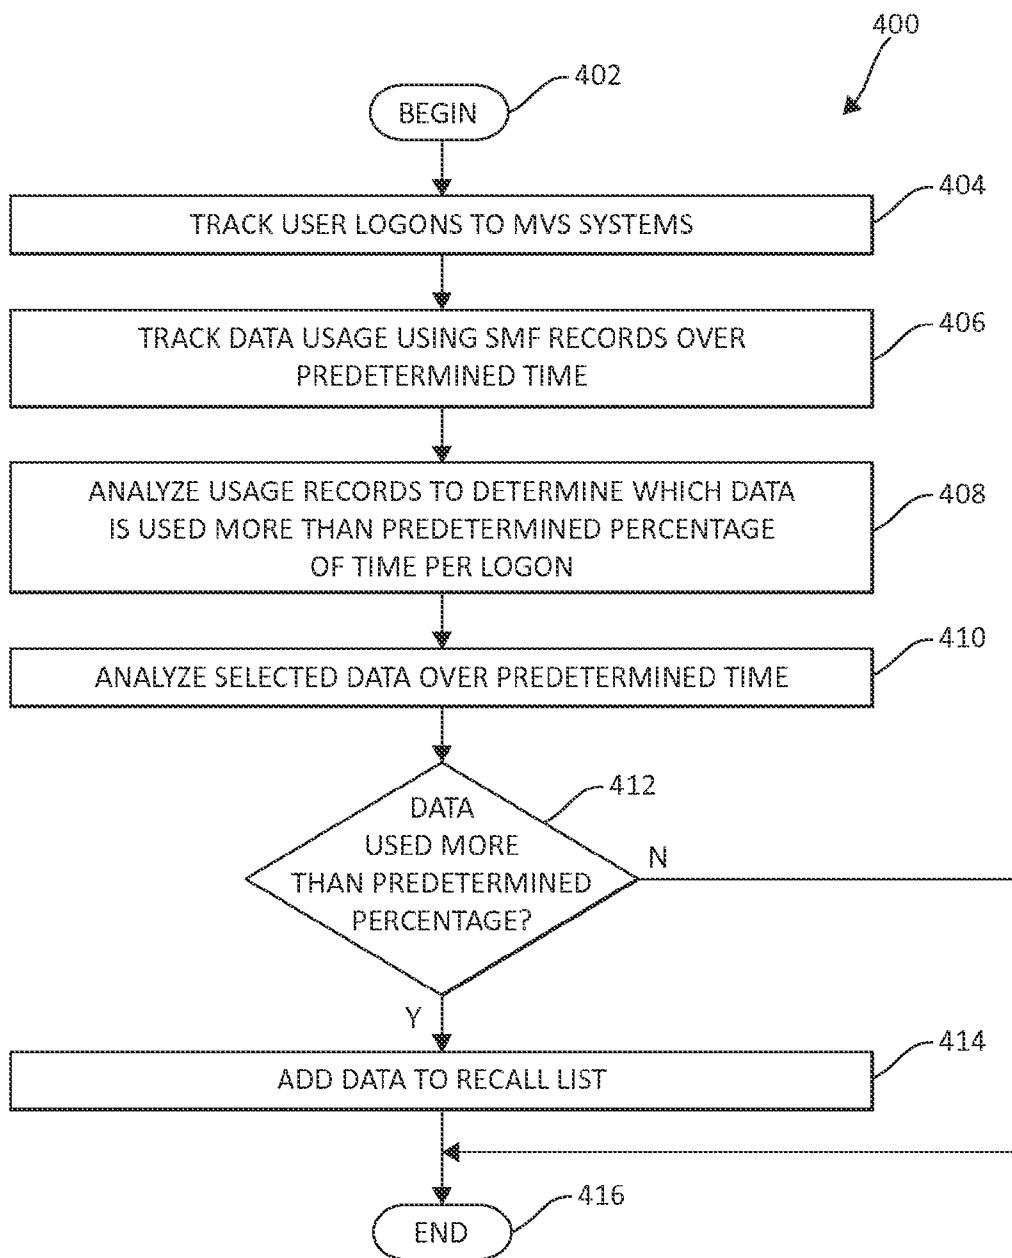 400
BEGIN
402
TRACK USER LOGONS TO MVS SYSTEMS
404
TRACK DATA USAGE USING SMF RECORDS OVER
PREDETERMINED TIME
406
ANALYZE USAGE RECORDS TO DETERMINE WHICH DATA
IS USED MORE THAN PREDETERMINED PERCENTAGE
OF TIME PER LOGON
408
ANALYZE SELECTED DATA OVER PREDETERMINED TIME
410
DATA
USED MORE
THAN PREDETERMINED
PERCENTAGE?
412
N
Y
ADD DATA TO RECALL LIST
414
END
416